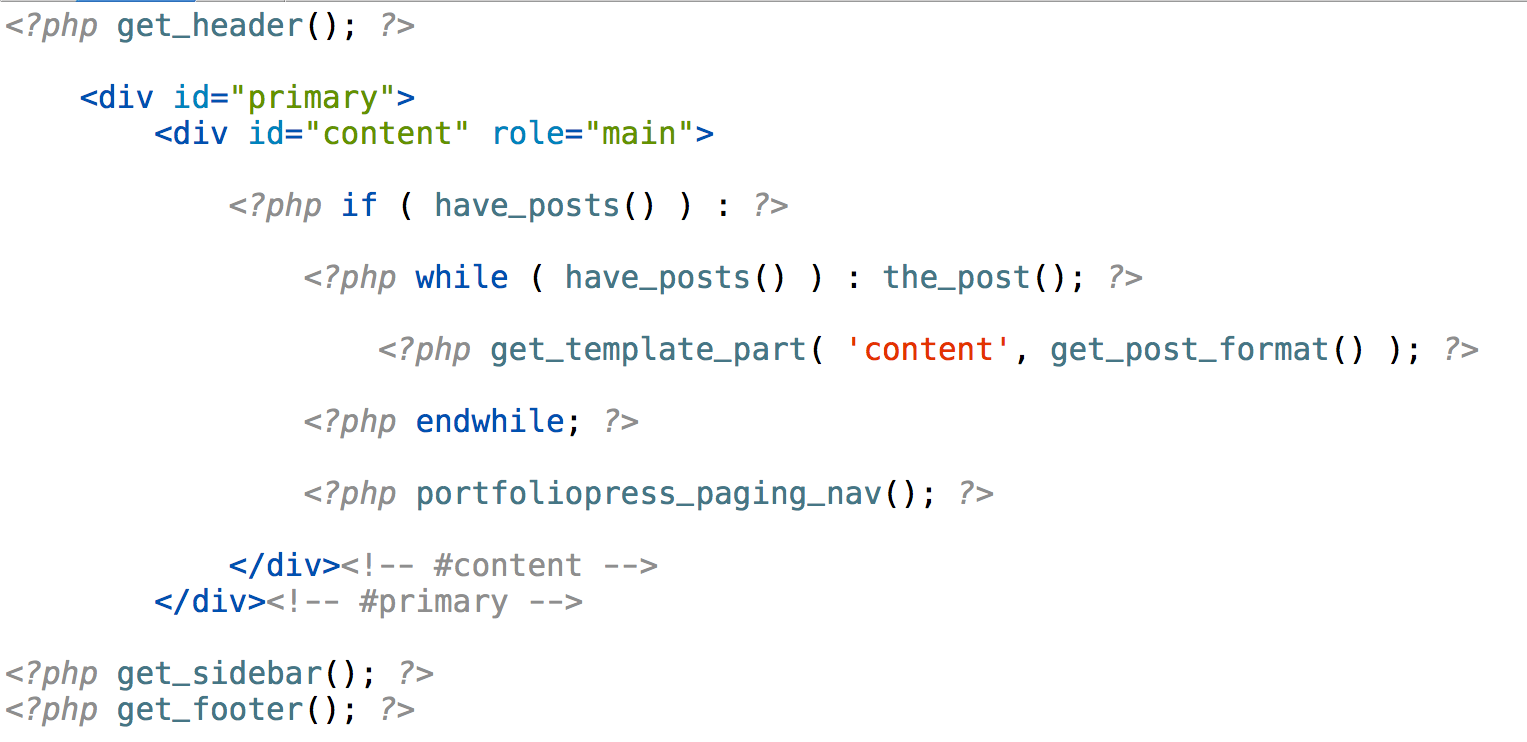 <?php get_header(); ?>
<div id="primary">
<div id="content" role="main">
<?php if ( have_posts() ) : ?>
<?php while ( have_posts() ) : the_post(); ?>
<?php get_template_part( 'content', get_post_format() ); ?>
<?php endwhile; ?>
<?php portfoliopress_paging_nav(); ?>
</div><!-- #content -->
</div><!-- #primary -->
<?php get_sidebar(); ?>
<?php get_footer(); ?>